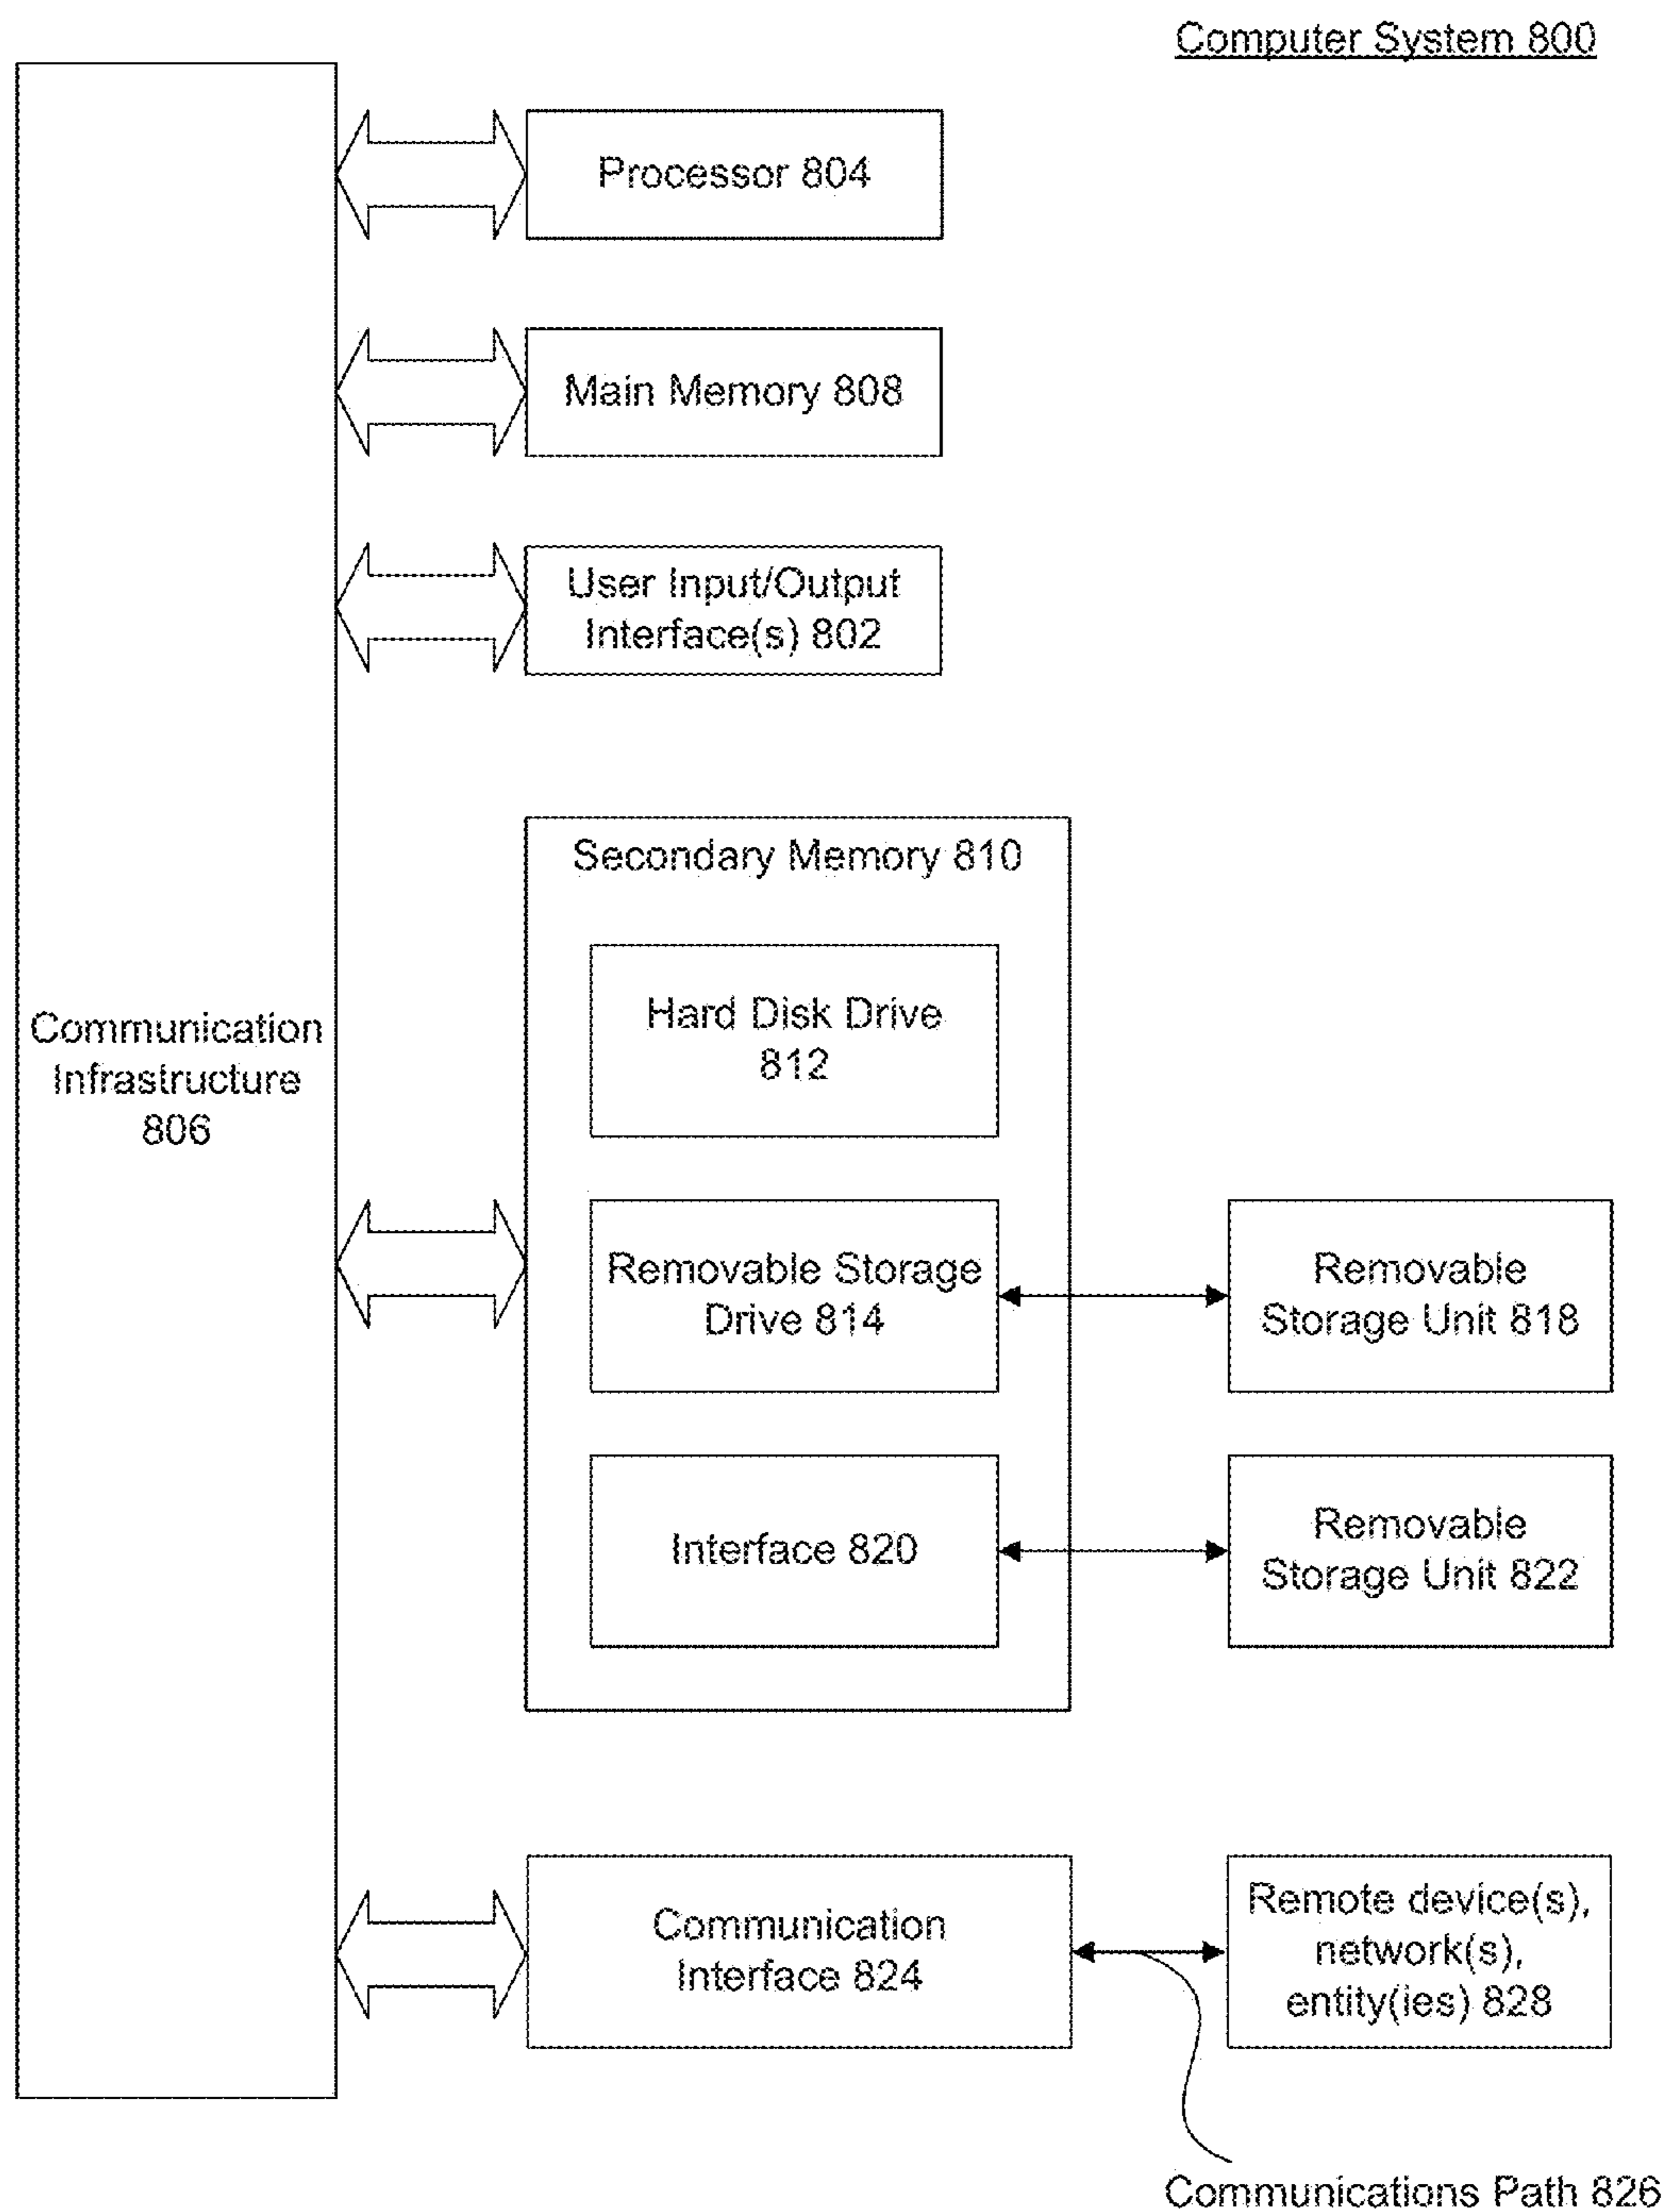 Computer System 800
Processor 804
Main Memory 808
User Input/Output
Interface(s) 802
Secondary Memory 810
Hard Disk Drive
812
Communication
Infrastructure
806
Removable Storage
Drive 814
Removable
Storage Unit 818
Interface 820
Removable
Storage Unit 822
Communication
Interface 824
Remote device(s),
network(s),
entity(ies) 828
Communications Path 826